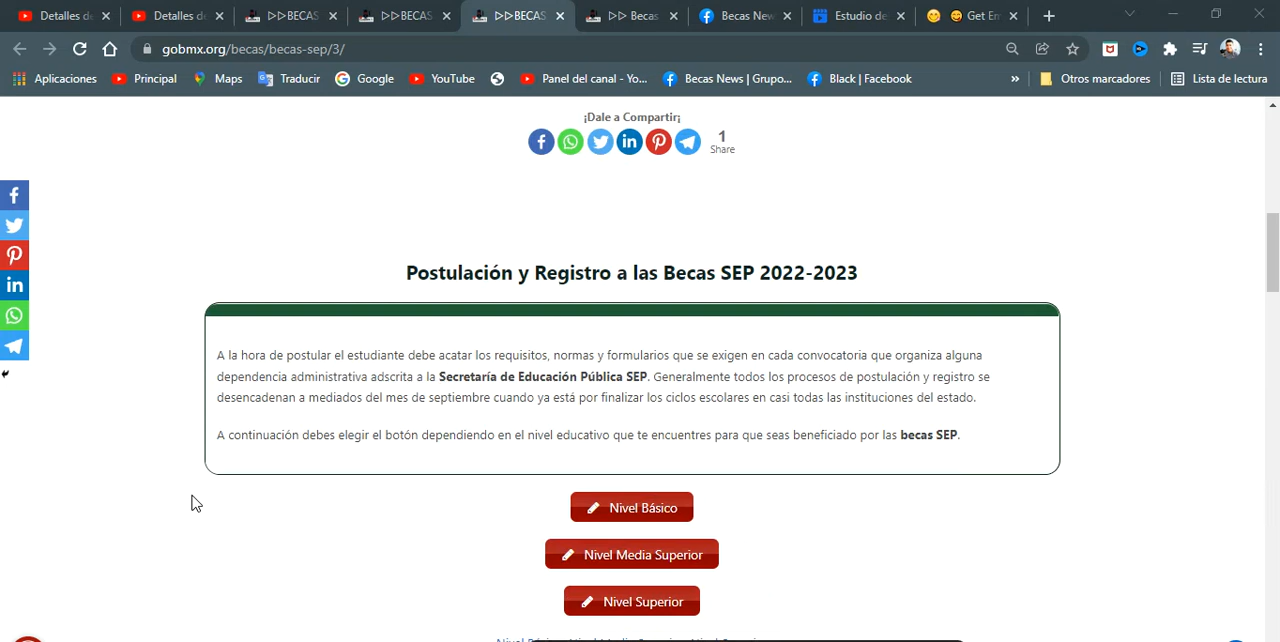 Detalles de
Detalles de
▷▷BECAS
▷▷BECAS
▷▷BECAS
▷▷ Becas
Becas New
Estudio de
Get Em
gobmx.org/becas/becas-sep/3/
Aplicaciones
Principal
Maps
Traducir
Google
YouTube
Panel del canal - Yo...
Becas News | Grupo...
Black | Facebook
»
Otros marcadores
Lista de lectura
¡Dale a Compartir¡
1
Share
Postulación y Registro a las Becas SEP 2022-2023
A la hora de postular el estudiante debe acatar los requisitos, normas y formularios que se exigen en cada convocatoria que organiza alguna
dependencia administrativa adscrita a la Secretaría de Educación Pública SEP. Generalmente todos los procesos de postulación y registro se
desencadenan a mediados del mes de septiembre cuando ya está por finalizar los ciclos escolares en casi todas las instituciones del estado.
A continuación debes elegir el botón dependiendo en el nivel educativo que te encuentres para que seas beneficiado por las becas SEP.
Nivel Básico
Nivel Media Superior
Nivel Superior